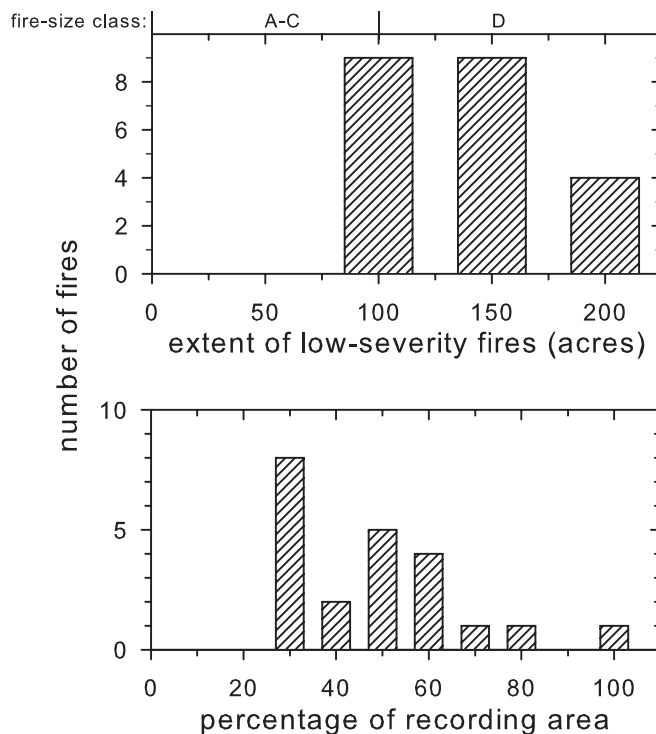 fire-size class: A-C D
8
6
4
2
0
0 50 100 150 200
extent of low-severity fires (acres)
number of fires
10
5
0
0 20 40 60 80 100
percentage of recording area